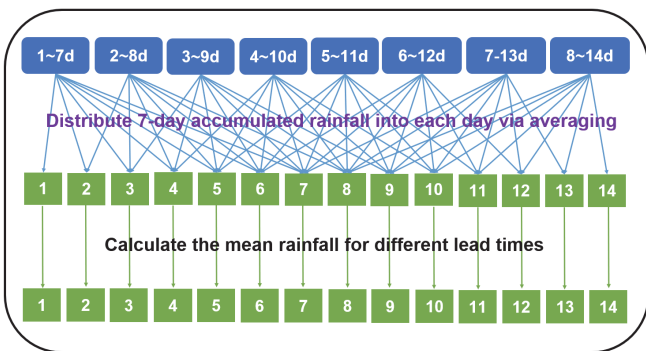 1~7d 2~8d 3~9d 4~10d 5~11d 6~12d 7-13d 8~14d
Distribute 7-day accumulated rainfall into each day via averaging
1 2 3 4 5 6 7 8 9 10 11 12 13 14
Calculate the mean rainfall for different lead times
1 2 3 4 5 6 7 8 9 10 11 12 13 14